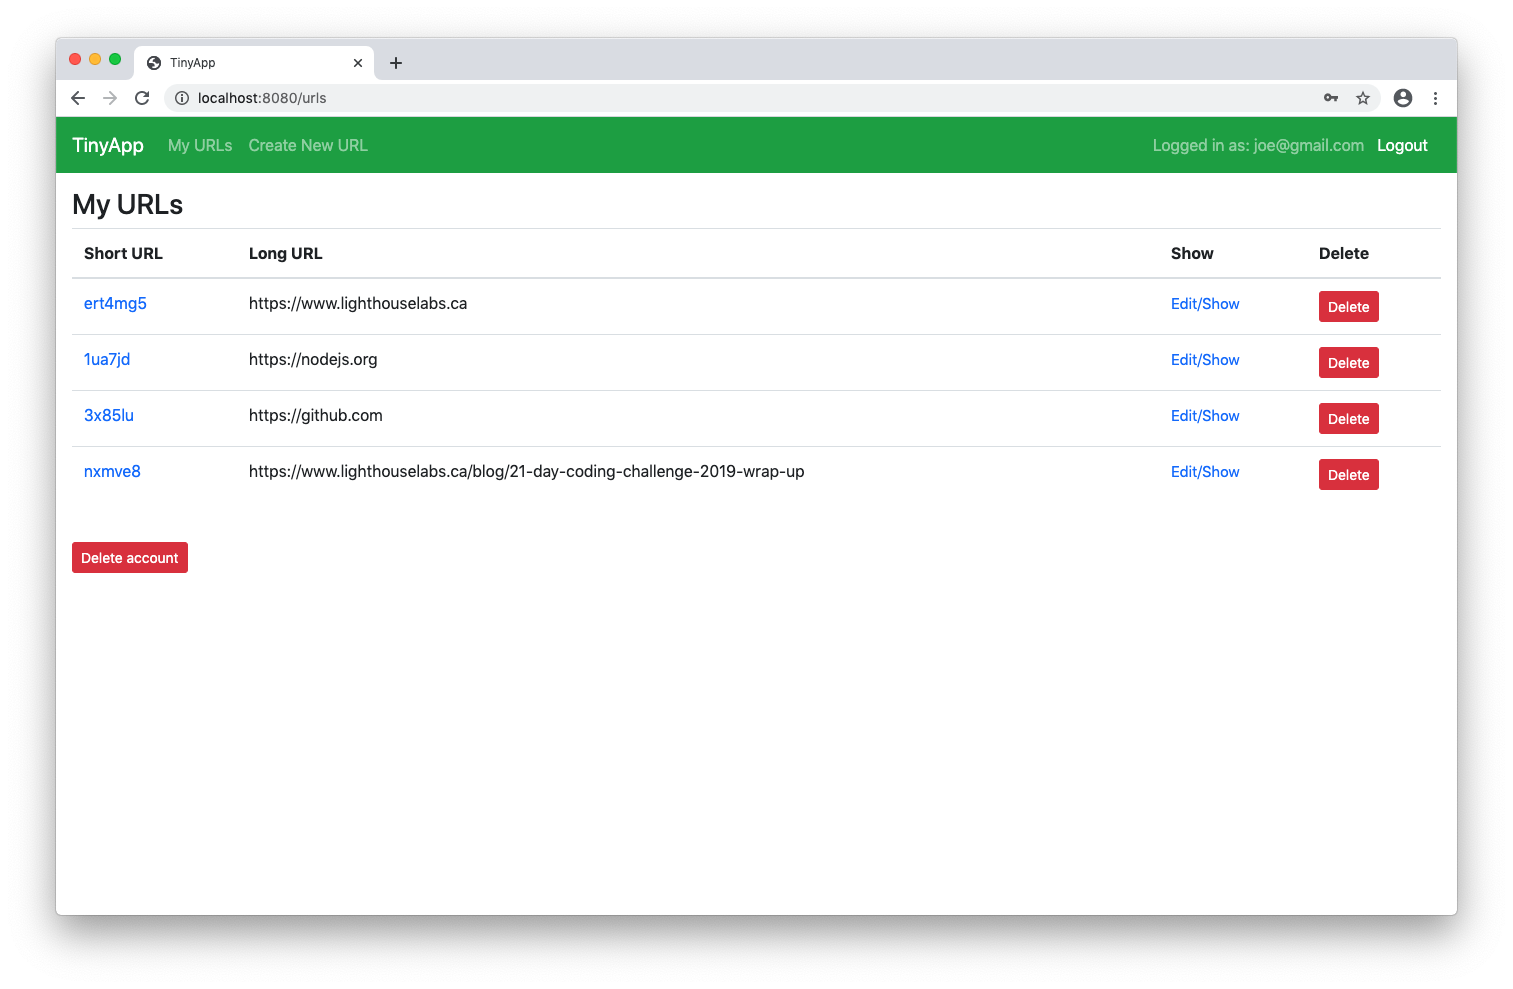 TinyApp
localhost:8080/urls
TinyApp My URLs Create New URL Logged in as: joe@gmail.com Logout
My URLs
Short URL Long URL Show Delete
ert4mg5 https://www.lighthouselabs.ca Edit/Show Delete
1ua7jd https://nodejs.org Edit/Show Delete
3x85lu https://github.com Edit/Show Delete
nxmve8 https://www.lighthouselabs.ca/blog/21-day-coding-challenge-2019-wrap-up Edit/Show Delete
Delete account